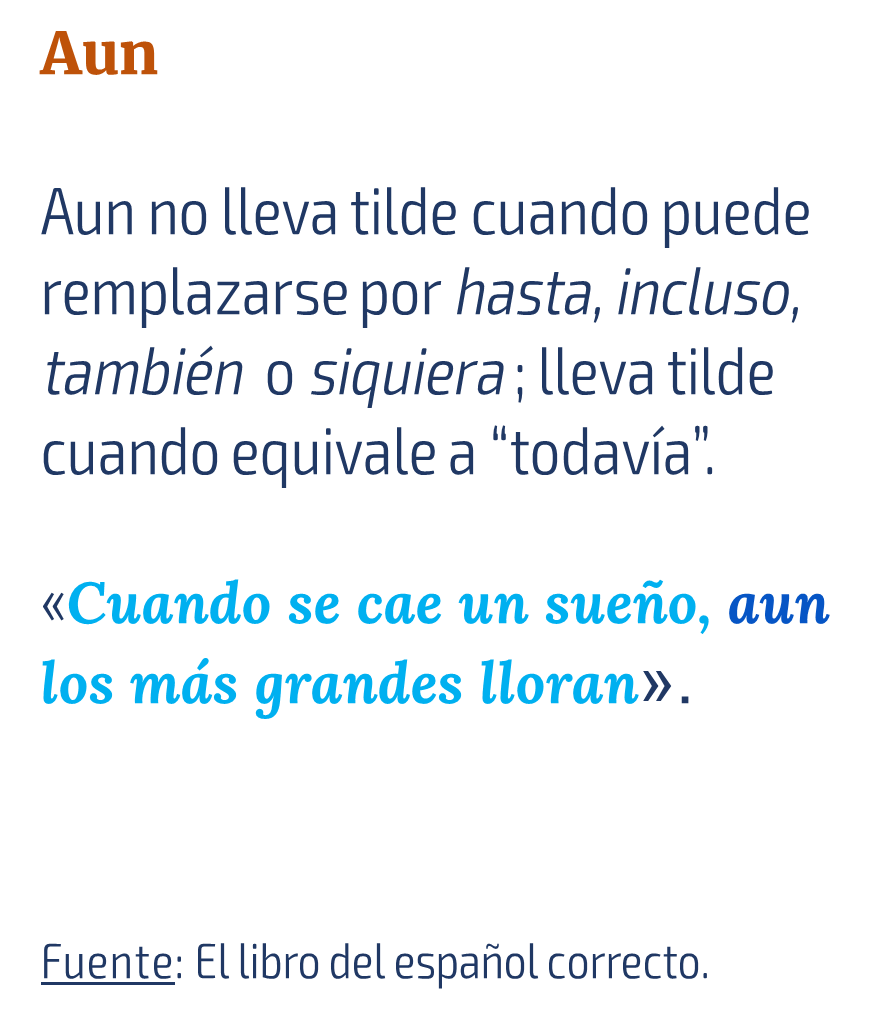 Aun
Aun no lleva tilde cuando puede
remplazarse por hasta, incluso,
también o siquiera; lleva tilde
cuando equivale a “todavía”.
«Cuando se cae un sueño, aun
los más grandes lloran».
Fuente: El libro del español correcto.